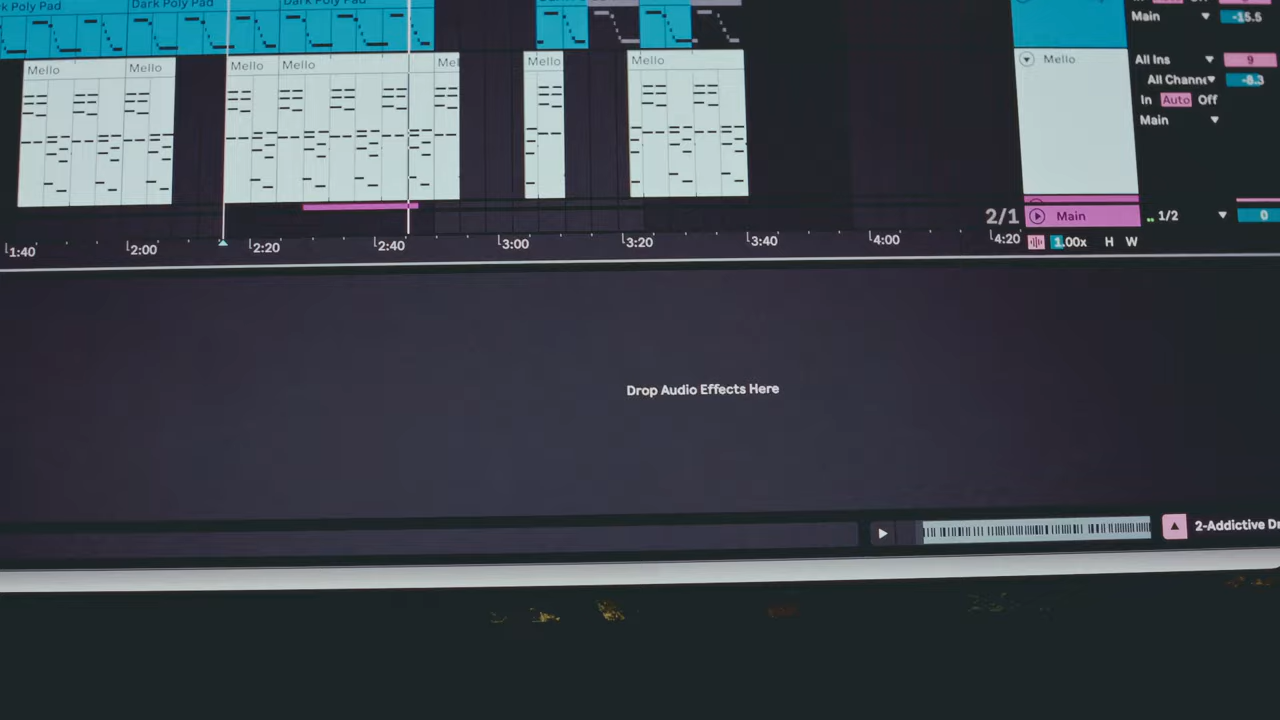 Dark Poly Pad
Dark Poly Pad
Dark Poly Pad
Main
-15.5
Mello
Mello
Mello
Mello
Mel
Mello
Mello
Mello
All Ins
9
All Channe
-8.3
In Auto Off
Main
2/1
Main
1/2
0
1:40
2:00
2:20
2:40
3:00
3:20
3:40
4:00
4:20
1.00x
H
W
Drop Audio Effects Here
2-Addictive Dr